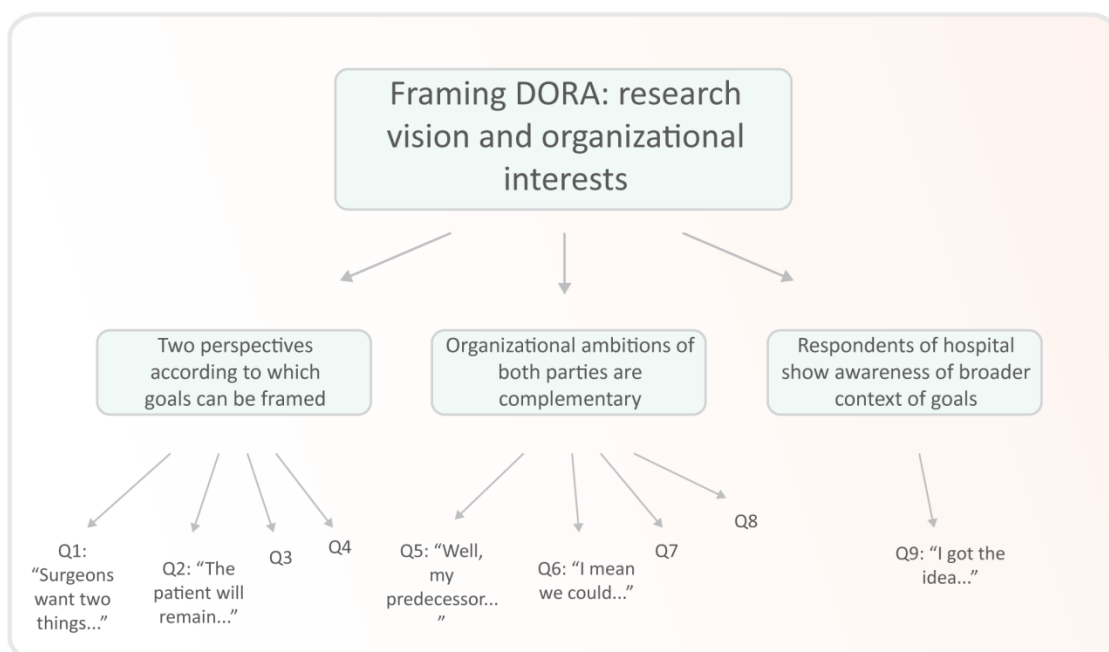 Framing DORA: research
vision and organizational
interests
Two perspectives
according to which
goals can be framed
Organizational ambitions of
both parties are
complementary
Respondents of hospital
show awareness of broader
context of goals
Q1:
“Surgeons
want two
things...”
Q2: “The
patient will
remain...”
Q3
Q4
Q5: “Well,
my
predecessor...
”
Q6: “I mean
we could...”
Q7
Q8
Q9: “I got the
idea...”